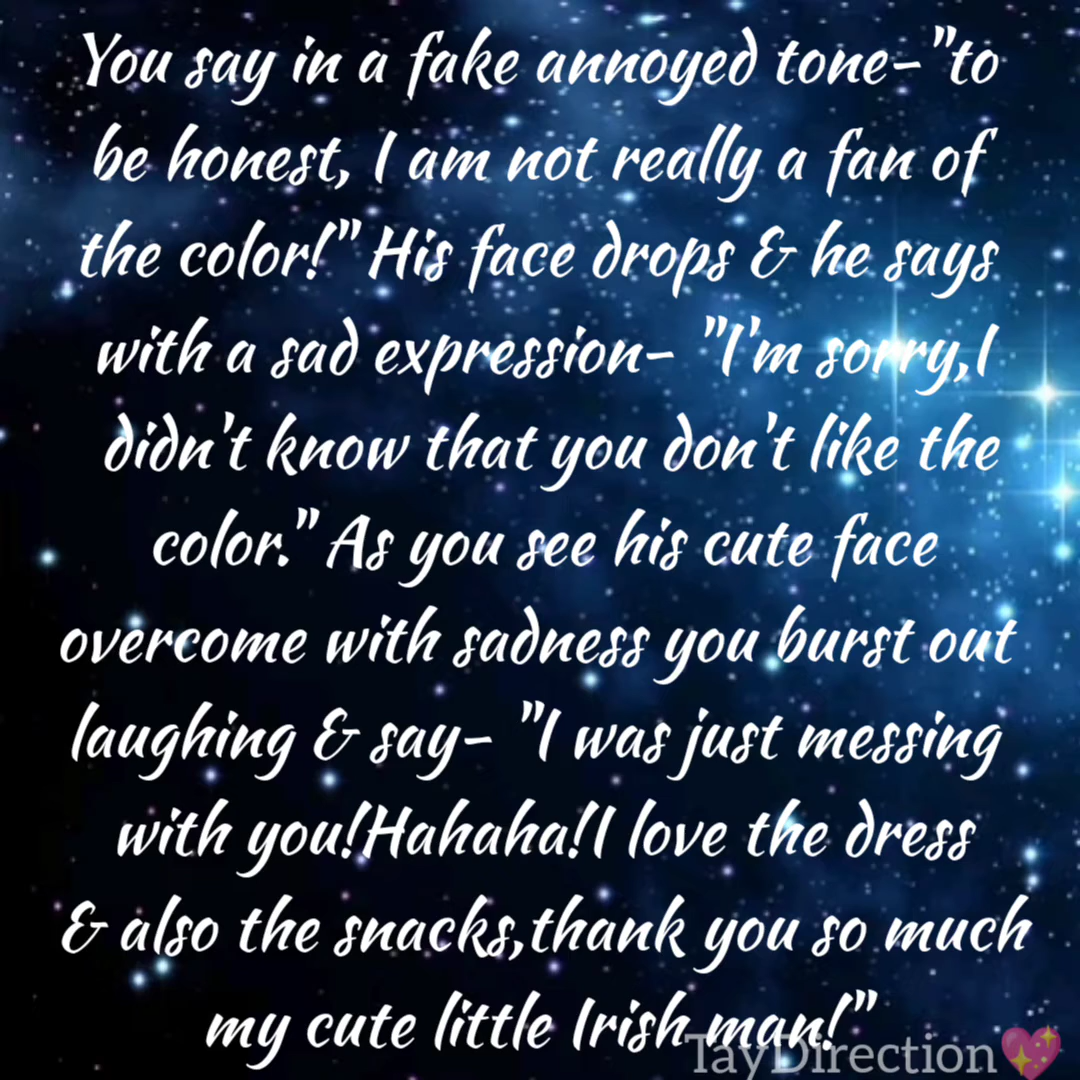 You say in a fake annoyed tone-"to
be honest, I am not really a fan of
the color!" His face drops & he says
with a sad expression- "I'm sorry,I
didn't know that you don't like the
color." As you see his cute face
overcome with sadness you burst out
laughing & say- "I was just messing
with you!Hahaha!I love the dress
& also the snacks,thank you so much
my cute little Irish man!"
TayDirection💖